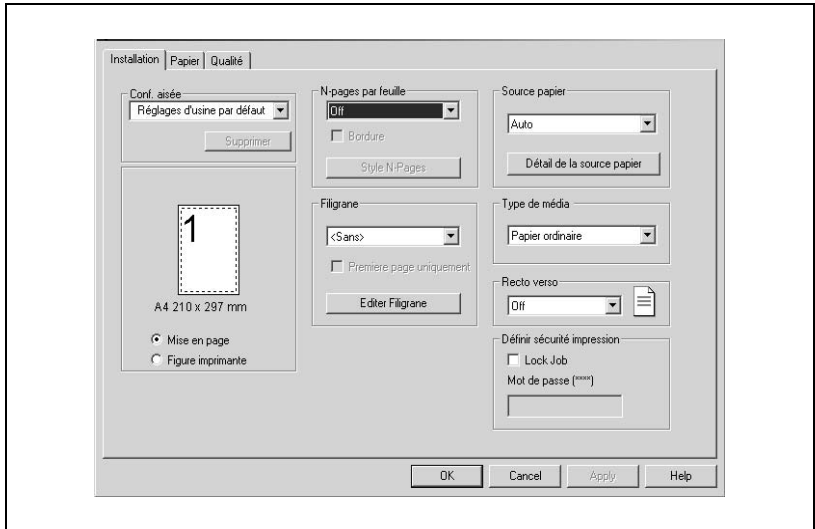 Installation
Papier
Qualité
Conf. aisée
Réglages d'usine par défaut
Supprimer
1
A4 210 x 297 mm
Mise en page
Figure imprimante
N-pages par feuille
Off
Bordure
Style N-Pages
Filigrane
<Sans>
Premiere page uniquement
Editer Filigrane
Source papier
Auto
Détail de la source papier
Type de média
Papier ordinaire
Recto verso
Off
Définir sécurité impression
Lock Job
Mot de passe (****)
OK
Cancel
Apply
Help